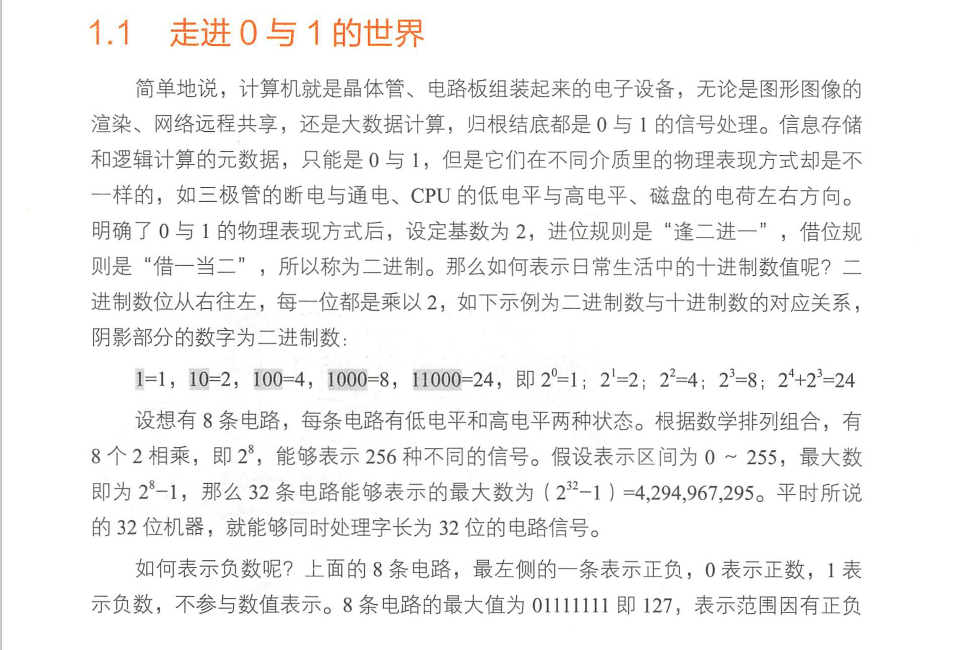 1.1 走进 0 与 1 的世界
简单地说，计算机就是晶体管、电路板组装起来的电子设备，无论是图形图像的
渲染、网络远程共享，还是大数据计算，归根结底都是 0 与 1 的信号处理。信息存储
和逻辑计算的元数据，只能是 0 与 1，但是它们在不同介质里的物理表现方式却是不
一样的，如三极管的断电与通电、CPU 的低电平与高电平、磁盘的电荷左右方向。
明确了 0 与 1 的物理表现方式后，设定基数为 2，进位规则是“逢二进一”，借位规
则是“借一当二”，所以称为二进制。那么如何表示日常生活中的十进制数值呢？二
进制数位从右往左，每一位都是乘以 2，如下示例为二进制数与十进制数的对应关系，
阴影部分的数字为二进制数：
1=1，10=2，100=4，1000=8，11000=24，即 2⁰=1；2¹=2；2²=4；2³=8；2⁴+2³=24
设想有 8 条电路，每条电路有低电平和高电平两种状态。根据数学排列组合，有
8 个 2 相乘，即 2⁸，能够表示 256 种不同的信号。假设表示区间为 0 ~ 255，最大数
即为 2⁸−1，那么 32 条电路能够表示的最大数为（2³²−1）=4,294,967,295。平时所说
的 32 位机器，就能够同时处理字长为 32 位的电路信号。
如何表示负数呢？上面的 8 条电路，最左侧的一条表示正负，0 表示正数，1 表
示负数，不参与数值表示。8 条电路的最大值为 01111111 即 127，表示范围因有正负